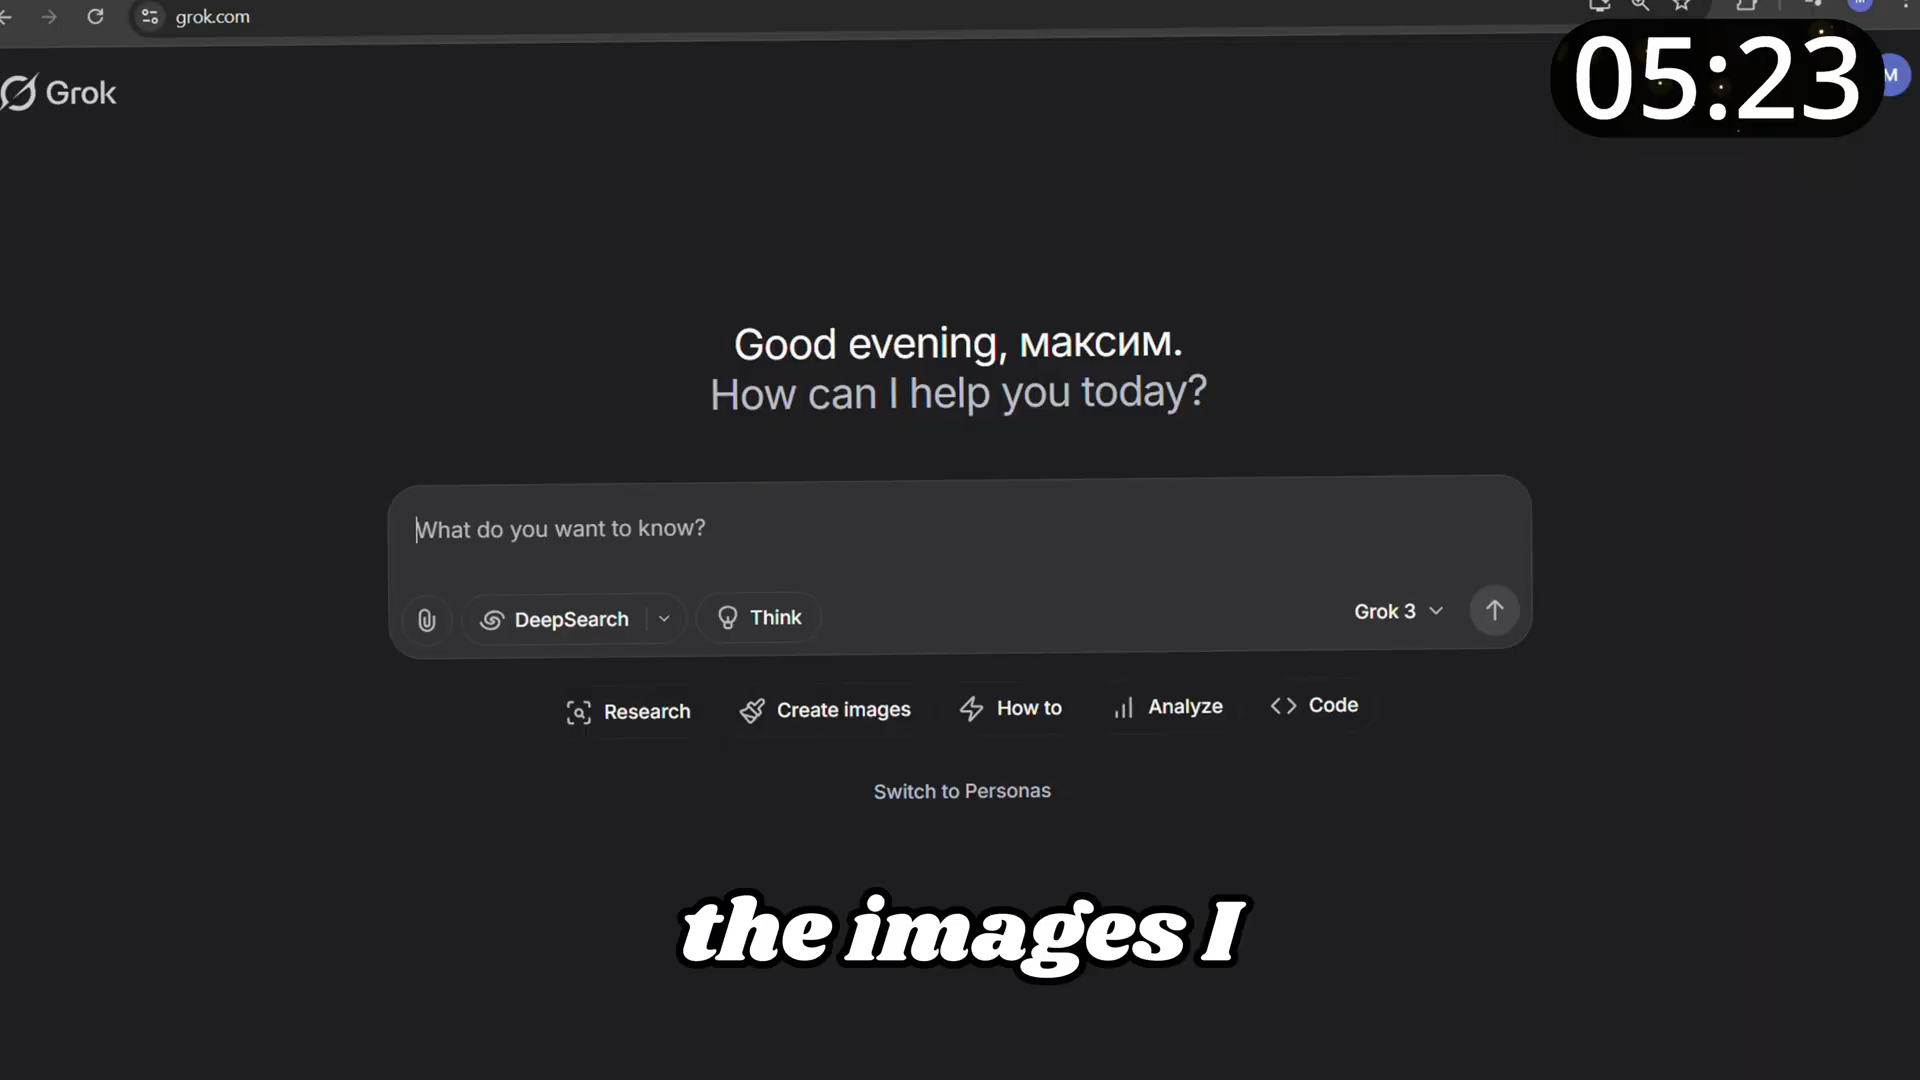 grok.com
05:23
M
Grok
Good evening, максим.
How can I help you today?
What do you want to know?
DeepSearch
Think
Grok 3
Research
Create images
How to
Analyze
Code
Switch to Personas
the images I